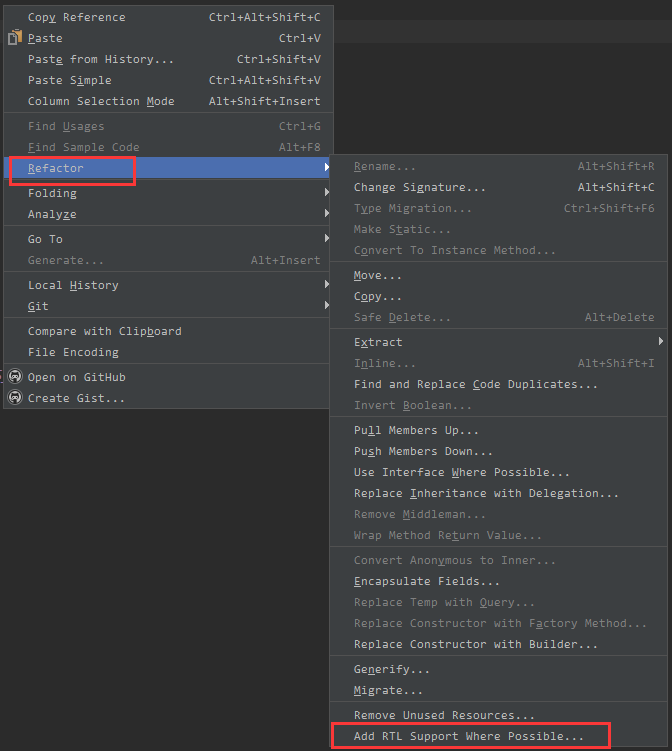 Copy Reference Ctrl+Alt+Shift+C
Paste Ctrl+V
Paste from History... Ctrl+Shift+V
Paste Simple Ctrl+Alt+Shift+V
Column Selection Mode Alt+Shift+Insert
Find Usages Ctrl+G
Find Sample Code Alt+F8
Refactor
Folding
Analyze
Go To
Generate... Alt+Insert
Local History
Git
Compare with Clipboard
File Encoding
Open on GitHub
Create Gist...
Rename... Alt+Shift+R
Change Signature... Alt+Shift+C
Type Migration... Ctrl+Shift+F6
Make Static...
Convert To Instance Method...
Move...
Copy...
Safe Delete... Alt+Delete
Extract
Inline... Alt+Shift+I
Find and Replace Code Duplicates...
Invert Boolean...
Pull Members Up...
Push Members Down...
Use Interface Where Possible...
Replace Inheritance with Delegation...
Remove Middleman...
Wrap Method Return Value...
Convert Anonymous to Inner...
Encapsulate Fields...
Replace Temp with Query...
Replace Constructor with Factory Method...
Replace Constructor with Builder...
Generify...
Migrate...
Remove Unused Resources...
Add RTL Support Where Possible...